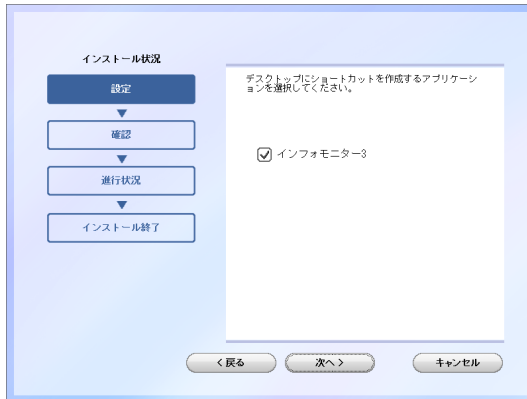 インストール状況
設定
確認
進行状況
インストール終了
デスクトップにショートカットを作成するアプリケーシ
ョンを選択してください。
インフォモニター3
< 戻る
次へ >
キャンセル